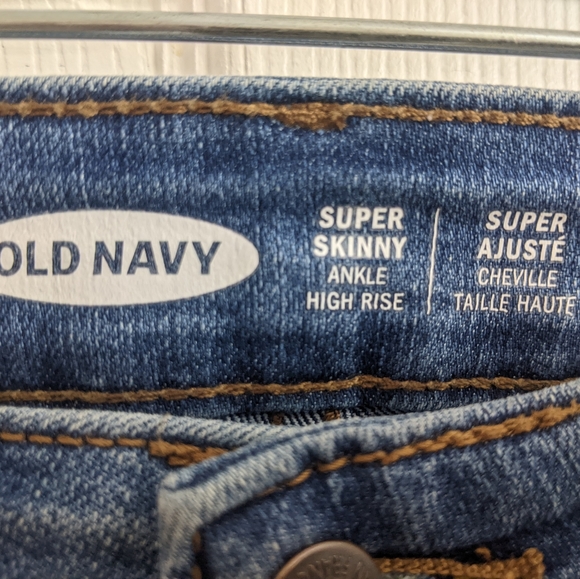 OLD NAVY
SUPER
SKINNY
ANKLE
HIGH RISE
SUPER
AJUSTÉ
CHEVILLE
TAILLE HAUTE